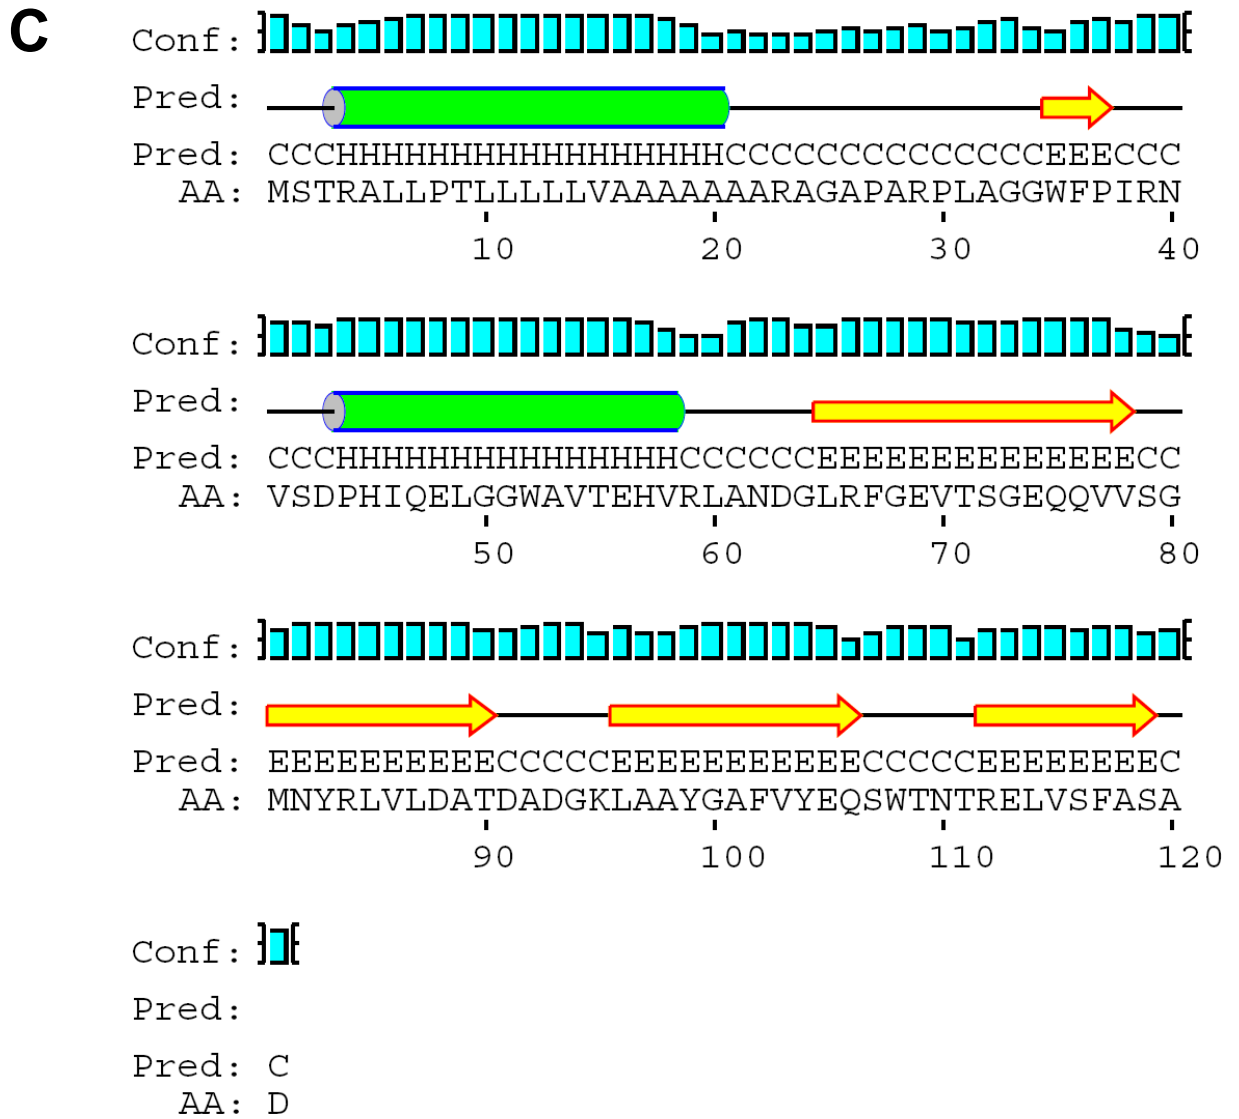 C
Conf:
Pred:
Pred: CCCHHHHHHHHHHHHHHHHHCCCCCCCCCCCCCCEEECCC
AA: MSTRALLPTLLLLLVAAAAAAARAGAPARPLAGGWFPIRN
10 20 30 40
Conf:
Pred:
Pred: CCCHHHHHHHHHHHHHHHCCCCCCEEEEEEEEEEEEEECC
AA: VSDPHIQELGGWAVTEHVRLANDGLRFGEVTSGEQQVVSG
50 60 70 80
Conf:
Pred:
Pred: EEEEEEEEEECCCCCEEEEEEEEEEECCCCCEEEEEEEEC
AA: MNYRLVLDATDADGKLAAYGAFVYEQSWTNTRELVSFASA
90 100 110 120
Conf:
Pred:
Pred: C
AA: D